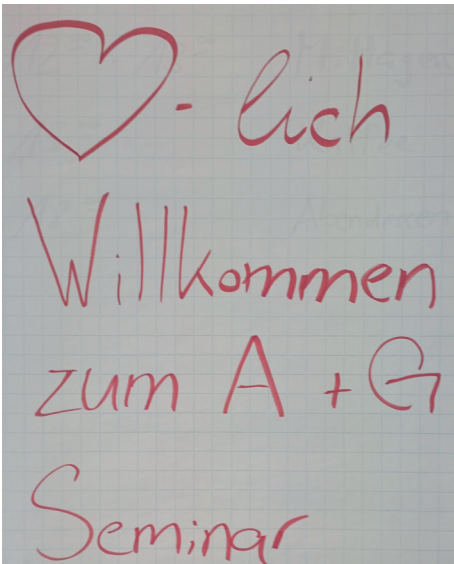 ♡- lich
Willkommen
zum A + G
Seminar